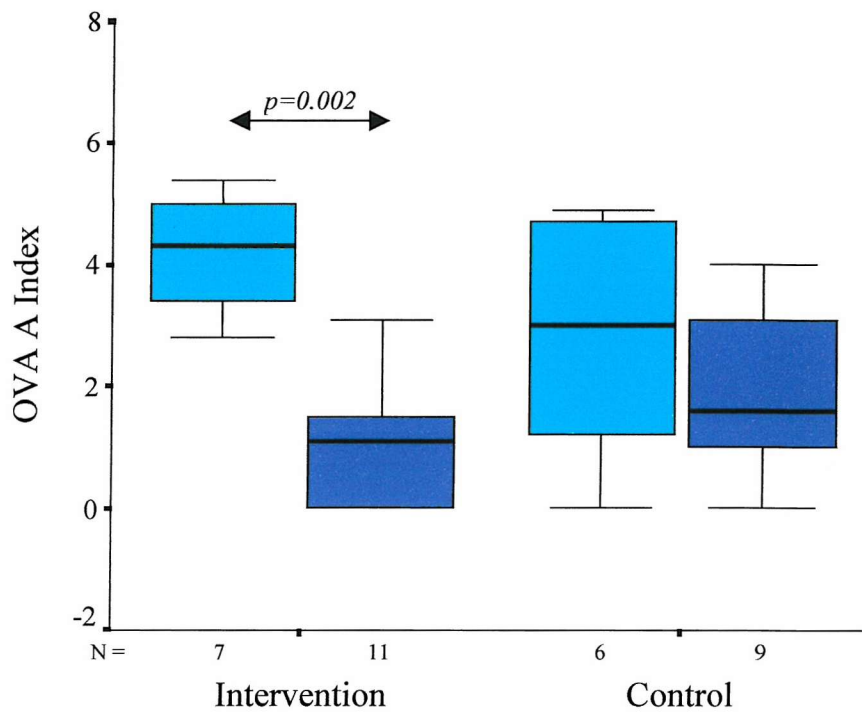 8
p=0.002
6
4
2
0
-2
OVA A Index
N = 7 11 6 9
Intervention Control